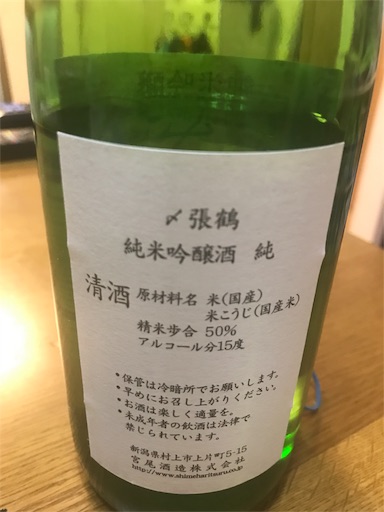 〆張鶴
純米吟醸酒 純
清酒
原材料名 米(国産)
米こうじ(国産米)
精米歩合 50%
アルコール分15度
・保管は冷暗所でお願いします。
・早めにお召し上がりください。
・お酒は楽しく適量を。
・未成年者の飲酒は法律で
禁じられています。
新潟県村上市上片町5-15
宮尾酒造株式会社
http://www.shimeharitsuru.co.jp